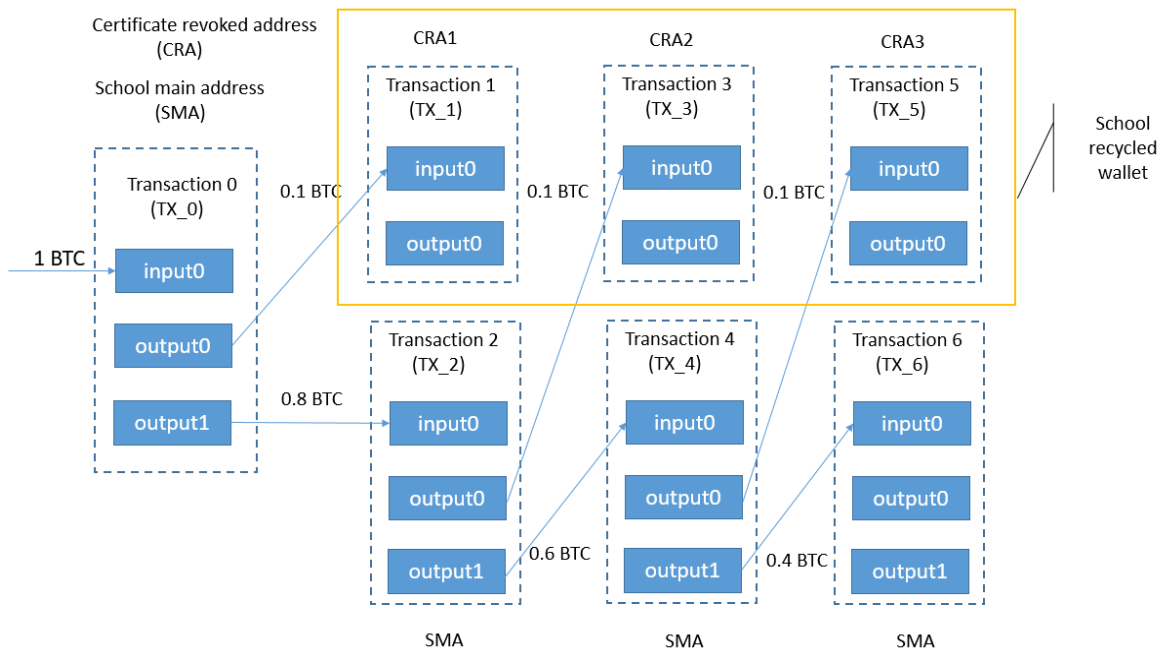 Certificate revoked address
(CRA)
School main address
(SMA)
CRA1
CRA2
CRA3
Transaction 0
(TX_0)
1 BTC
input0
output0
output1
0.1 BTC
0.8 BTC
Transaction 1
(TX_1)
input0
output0
0.1 BTC
Transaction 3
(TX_3)
input0
output0
0.1 BTC
Transaction 5
(TX_5)
input0
output0
School
recycled
wallet
Transaction 2
(TX_2)
input0
output0
output1
SMA
0.6 BTC
Transaction 4
(TX_4)
input0
output0
output1
SMA
0.4 BTC
Transaction 6
(TX_6)
input0
output0
output1
SMA